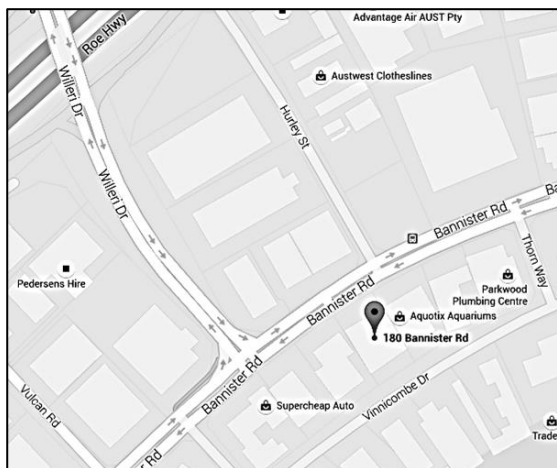 Advantage Air AUST Pty
Roe Hwy
Willeri Dr
Austwest Clotheslines
Hurley St
Willeri Dr
Bannister Rd
Ba
Thorn Way
Pedersens Hire
Parkwood
Plumbing Centre
Bannister Rd
Aquotix Aquariums
180 Bannister Rd
Bannister Rd
Vinnicombe Dr
Supercheap Auto
Vulcan Rd
Trade